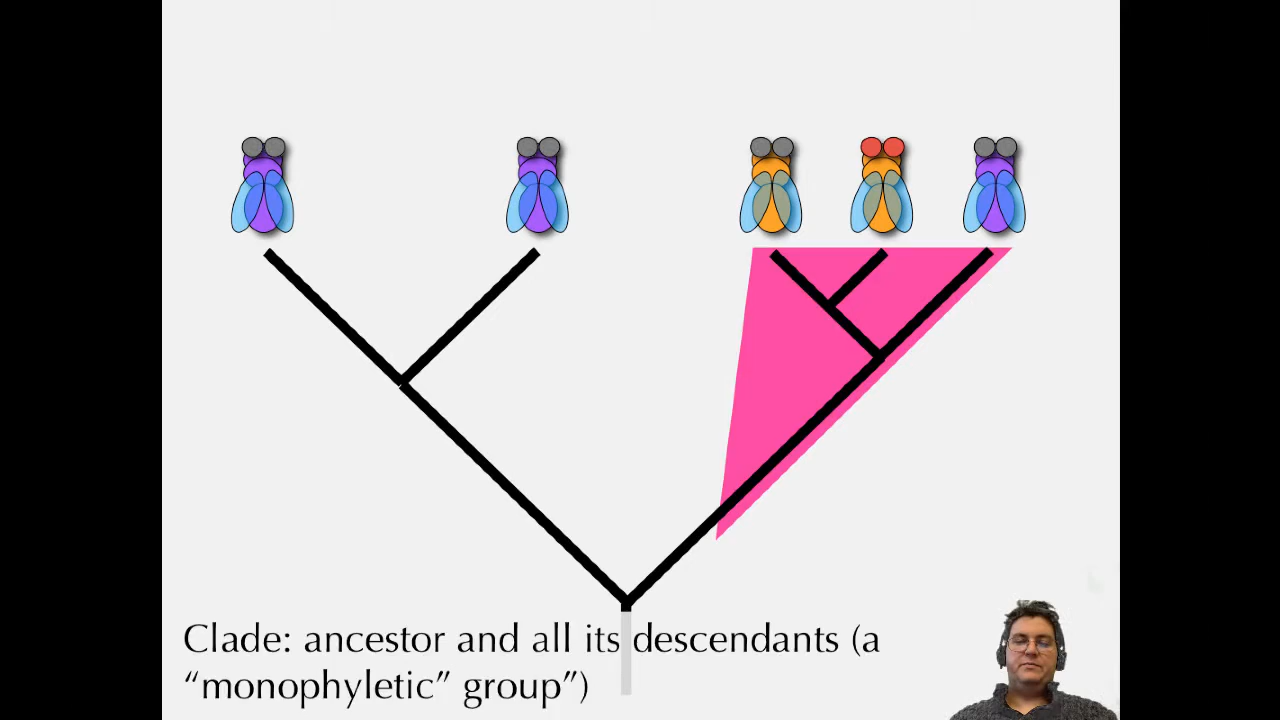 Clade: ancestor and all its descendants (a
“monophyletic” group”)